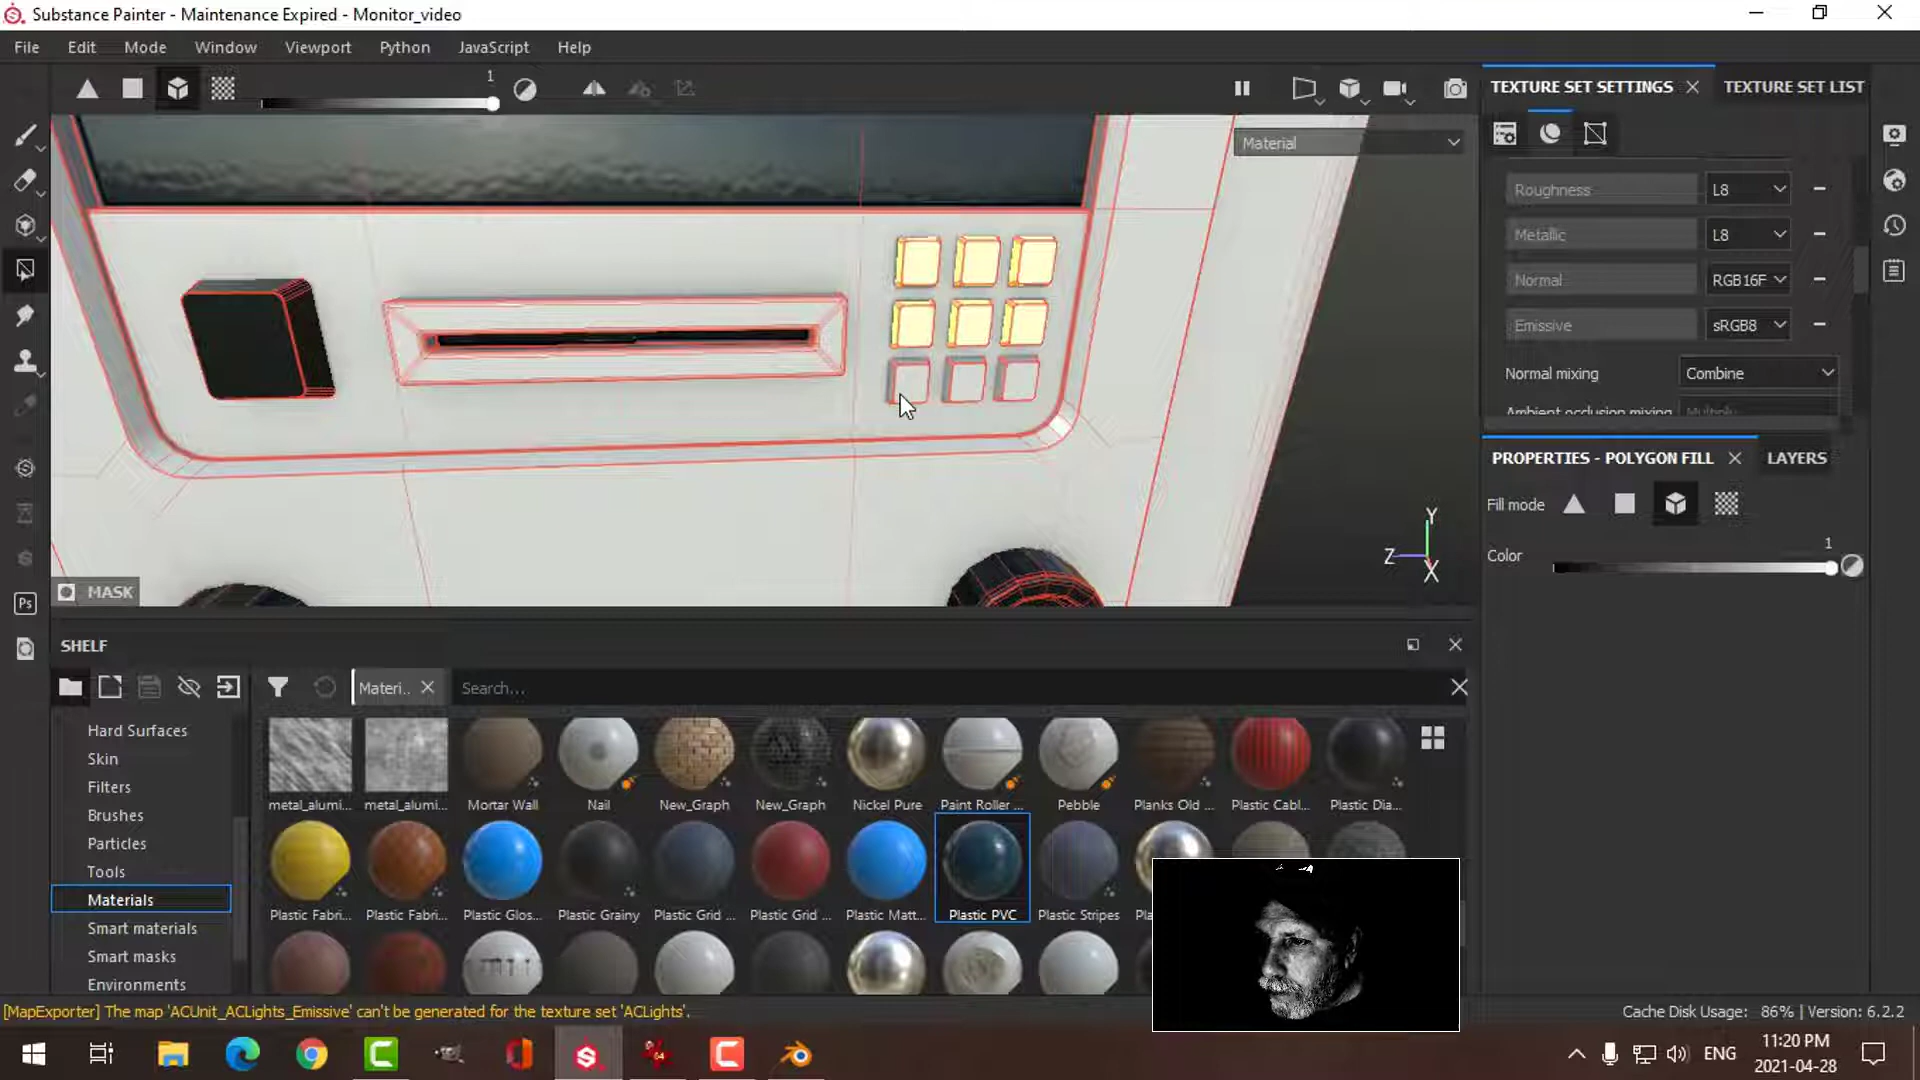 Substance Painter - Maintenance Expired - Monitor_video
File Edit Mode Window Viewport Python JavaScript Help
1
Material
TEXTURE SET SETTINGS
TEXTURE SET LIST
Roughness L8
Metallic L8
Normal RGB16F
Emissive sRGB8
Normal mixing Combine
Ambient occlusion mixing Multiply
PROPERTIES - POLYGON FILL
LAYERS
Fill mode
Color
1
Y
Z
X
MASK
Ps
SHELF
Materi...
Search...
Hard Surfaces
Skin
Filters
Brushes
Particles
Tools
Materials
Smart materials
Smart masks
Environments
metal_alumi... metal_alumi... Mortar Wall Nail New_Graph New_Graph Nickel Pure Paint Roller ... Pebble Planks Old ... Plastic Cabl... Plastic Dia...
Plastic Fabri... Plastic Fabri... Plastic Glos... Plastic Grainy Plastic Grid ... Plastic Grid ... Plastic Matt... Plastic PVC Plastic Stripes
[MapExporter] The map 'ACUnit_ACLights_Emissive' can't be generated for the texture set 'ACLights'.
Cache Disk Usage: 86% | Version: 6.2.2
ENG
11:20 PM
2021-04-28